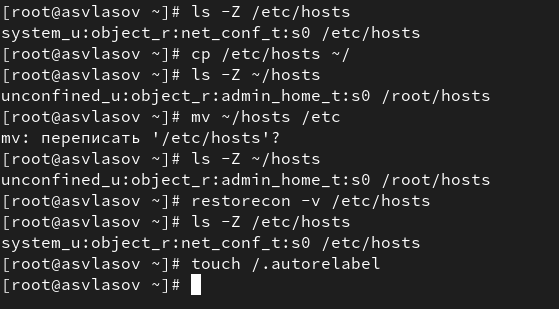 [root@asvlasov ~]# ls -Z /etc/hosts
system_u:object_r:net_conf_t:s0 /etc/hosts
[root@asvlasov ~]# cp /etc/hosts ~/
[root@asvlasov ~]# ls -Z ~/hosts
unconfined_u:object_r:admin_home_t:s0 /root/hosts
[root@asvlasov ~]# mv ~/hosts /etc
mv: переписать '/etc/hosts'?
[root@asvlasov ~]# ls -Z ~/hosts
unconfined_u:object_r:admin_home_t:s0 /root/hosts
[root@asvlasov ~]# restorecon -v /etc/hosts
[root@asvlasov ~]# ls -Z /etc/hosts
system_u:object_r:net_conf_t:s0 /etc/hosts
[root@asvlasov ~]# touch /.autorelabel
[root@asvlasov ~]#